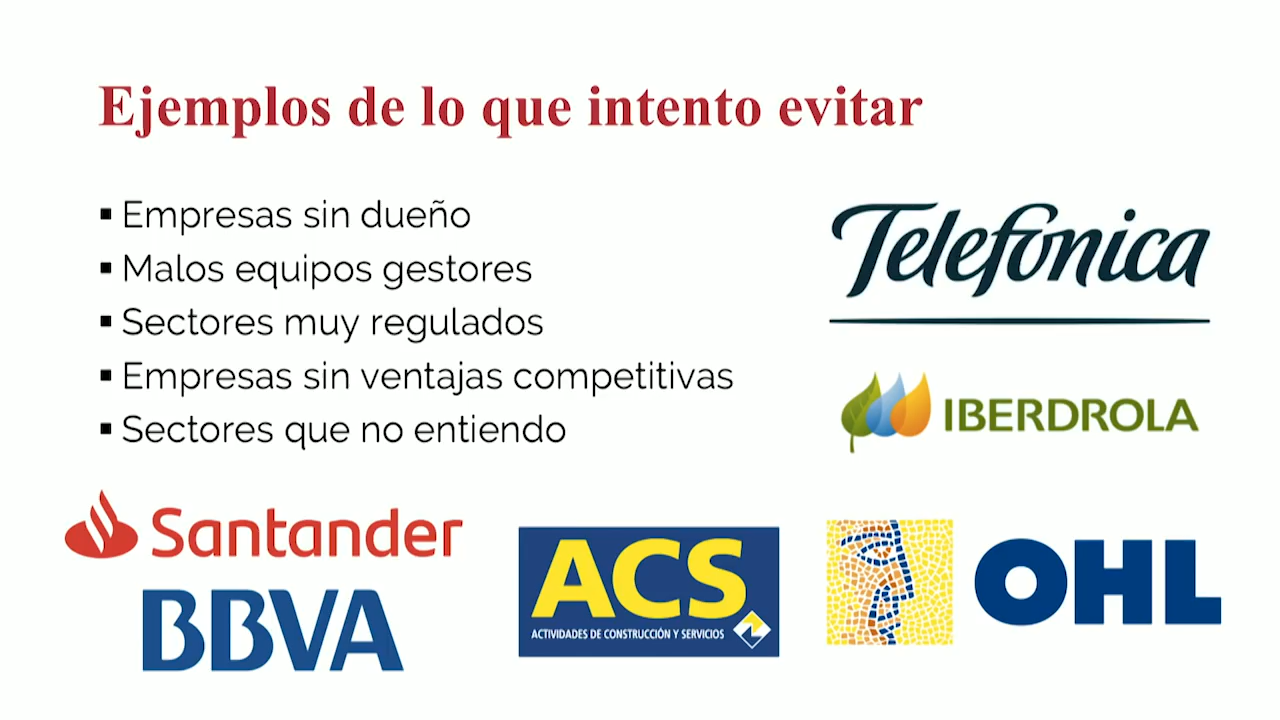 Ejemplos de lo que intento evitar
▪ Empresas sin dueño
▪ Malos equipos gestores
▪ Sectores muy regulados
▪ Empresas sin ventajas competitivas
▪ Sectores que no entiendo
Telefónica
IBERDROLA
Santander
BBVA
ACS
ACTIVIDADES DE CONSTRUCCIÓN Y SERVICIOS
OHL